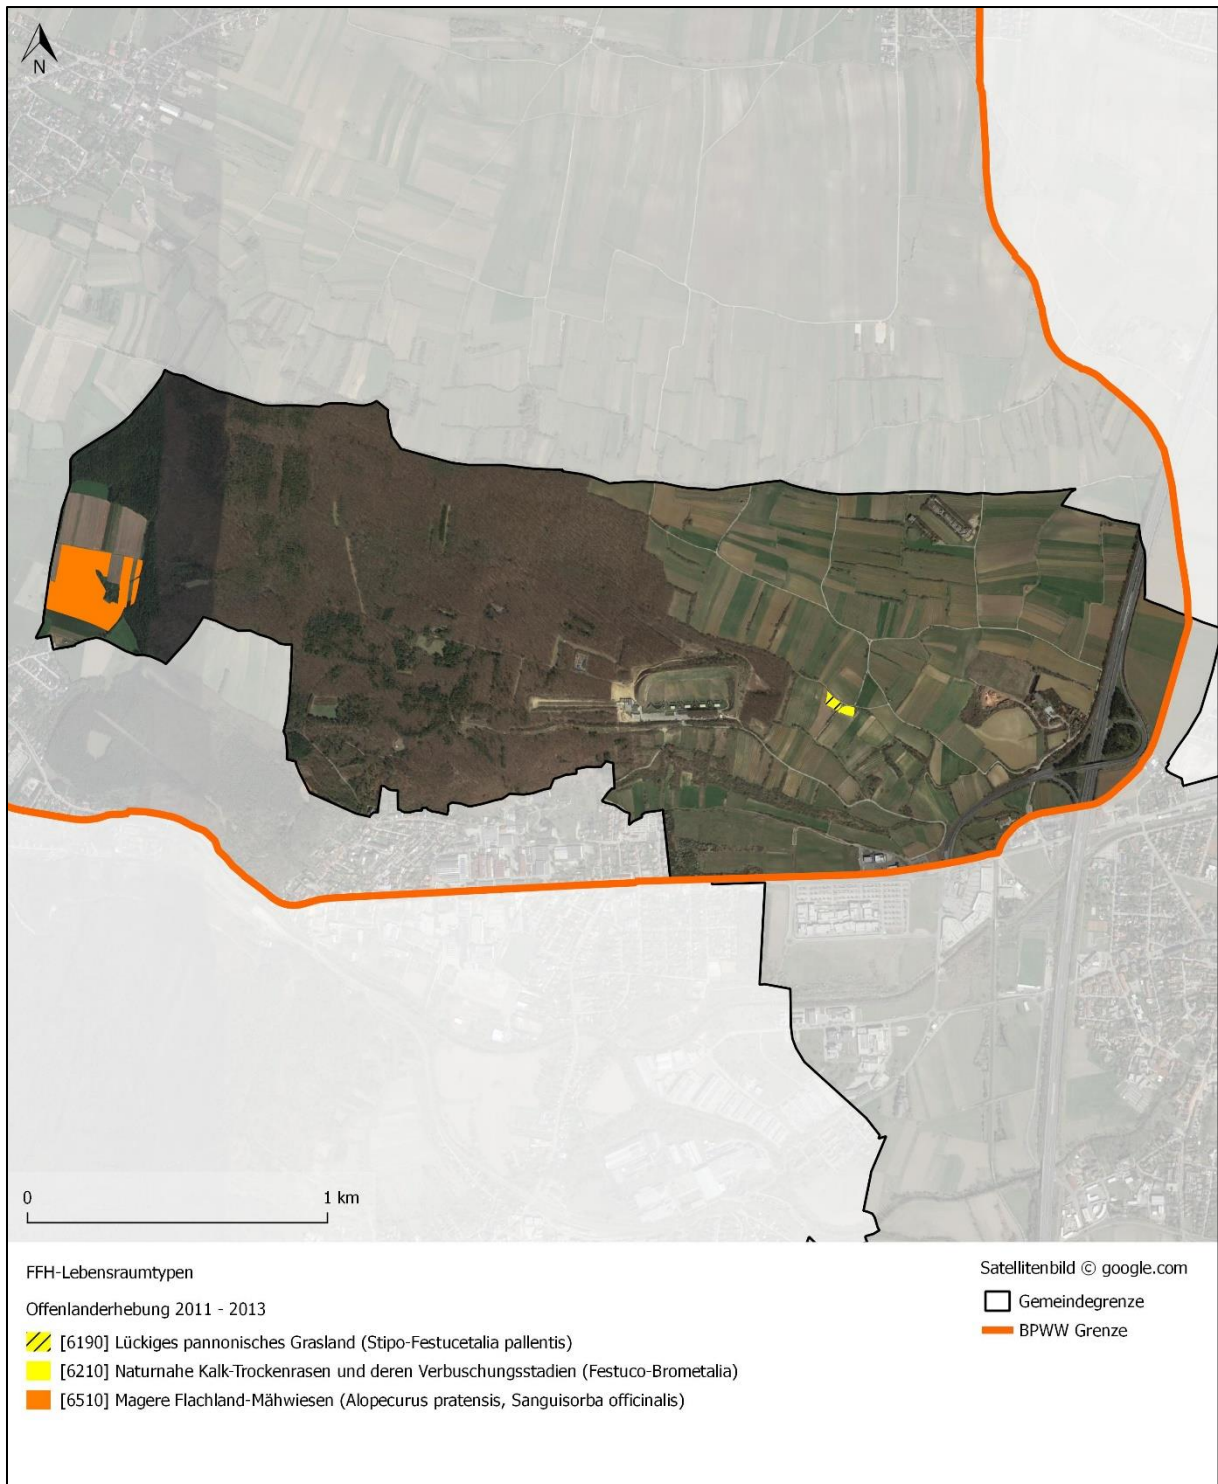 N
0 1 km
FFH-Lebensraumtypen
Offenlanderhebung 2011 - 2013
[6190] Lückiges pannonisches Grasland (Stipo-Festucetalia pallentis)
[6210] Naturnahe Kalk-Trockenrasen und deren Verbuschungsstadien (Festuco-Brometalia)
[6510] Magere Flachland-Mähwiesen (Alopecurus pratensis, Sanguisorba officinalis)
Satellitenbild © google.com
Gemeindegrenze
BPWW Grenze